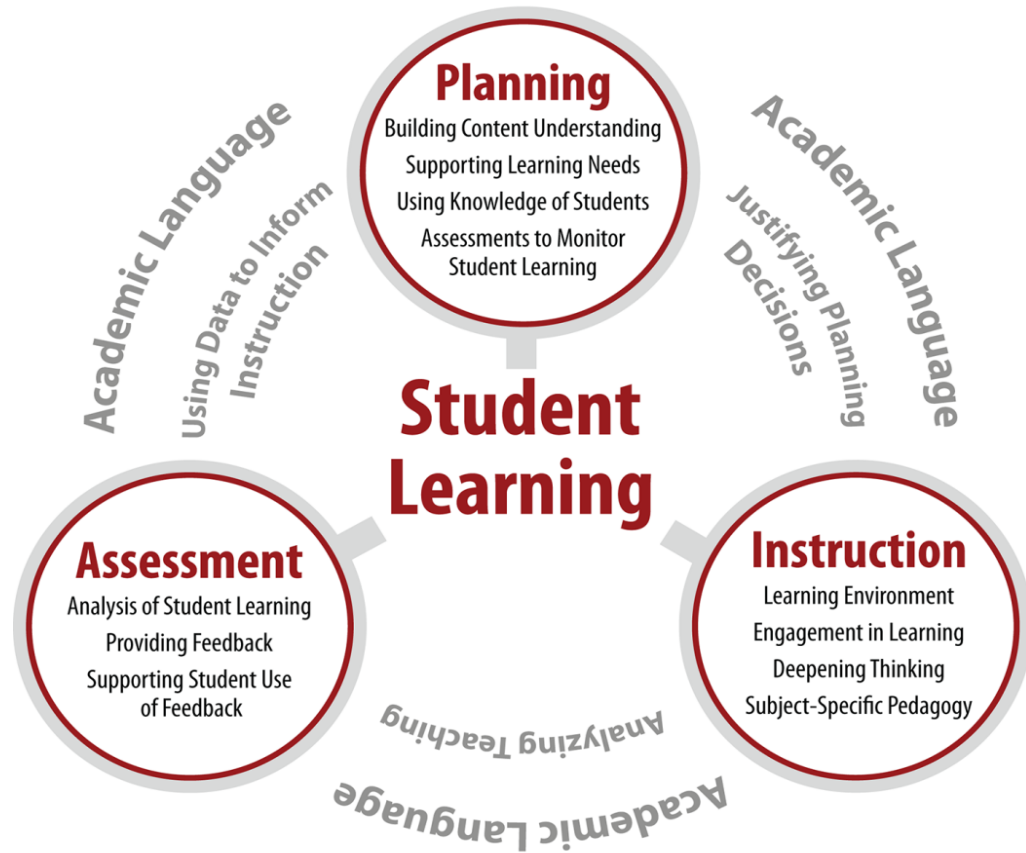 Planning
Building Content Understanding
Supporting Learning Needs
Using Knowledge of Students
Assessments to Monitor
Student Learning
Academic Language
Using Data to Inform
Instruction
Academic Language
Justifying Planning
Decisions
Student
Learning
Assessment
Analysis of Student Learning
Providing Feedback
Supporting Student Use
of Feedback
Instruction
Learning Environment
Engagement in Learning
Deepening Thinking
Subject-Specific Pedagogy
Analyzing Teaching
Academic Language